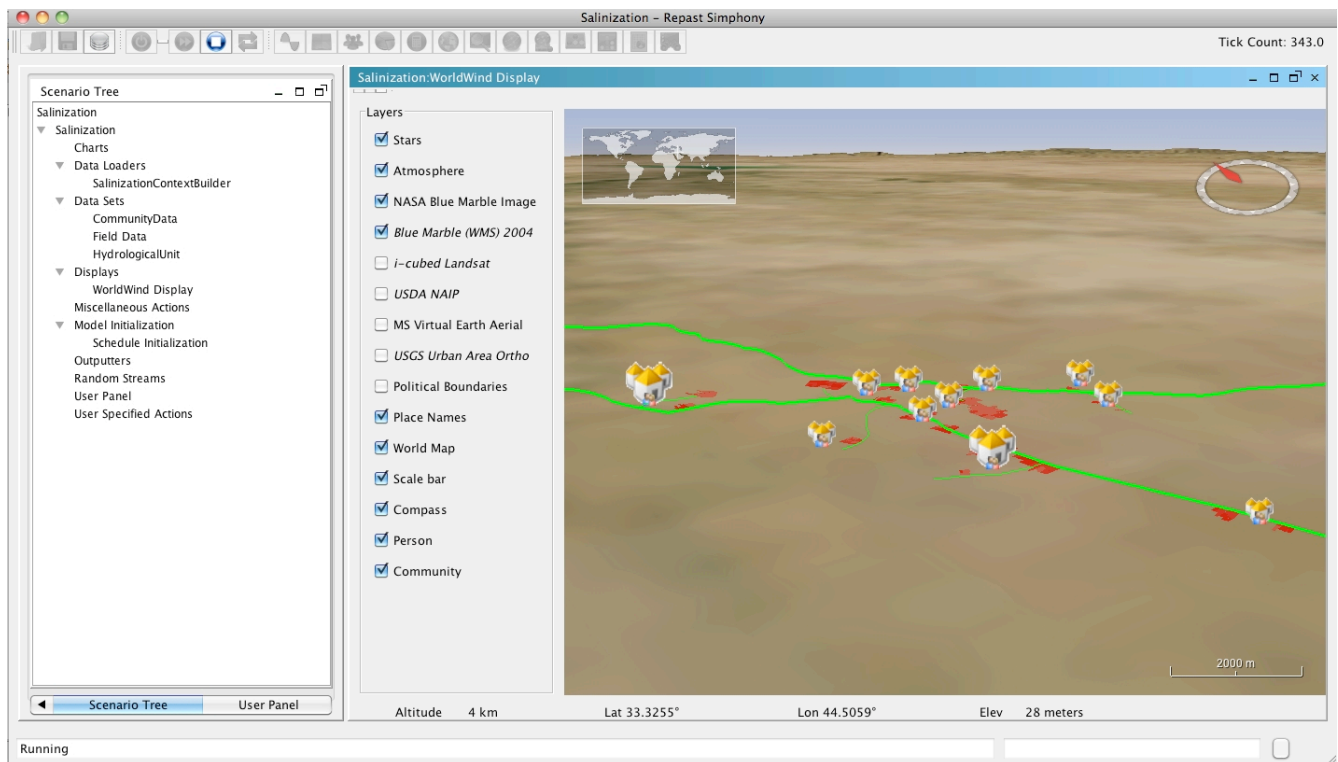 Salinization – Repast Simphony
Tick Count: 343.0
Scenario Tree
Salinization
Salinization
Charts
Data Loaders
SalinizationContextBuilder
Data Sets
CommunityData
Field Data
HydrologicalUnit
Displays
WorldWind Display
Miscellaneous Actions
Model Initialization
Schedule Initialization
Outputters
Random Streams
User Panel
User Specified Actions
Scenario Tree
User Panel
Salinization:WorldWind Display
Layers
Stars
Atmosphere
NASA Blue Marble Image
Blue Marble (WMS) 2004
i-cubed Landsat
USDA NAIP
MS Virtual Earth Aerial
USGS Urban Area Ortho
Political Boundaries
Place Names
World Map
Scale bar
Compass
Person
Community
2000 m
Altitude 4 km Lat 33.3255° Lon 44.5059° Elev 28 meters
Running